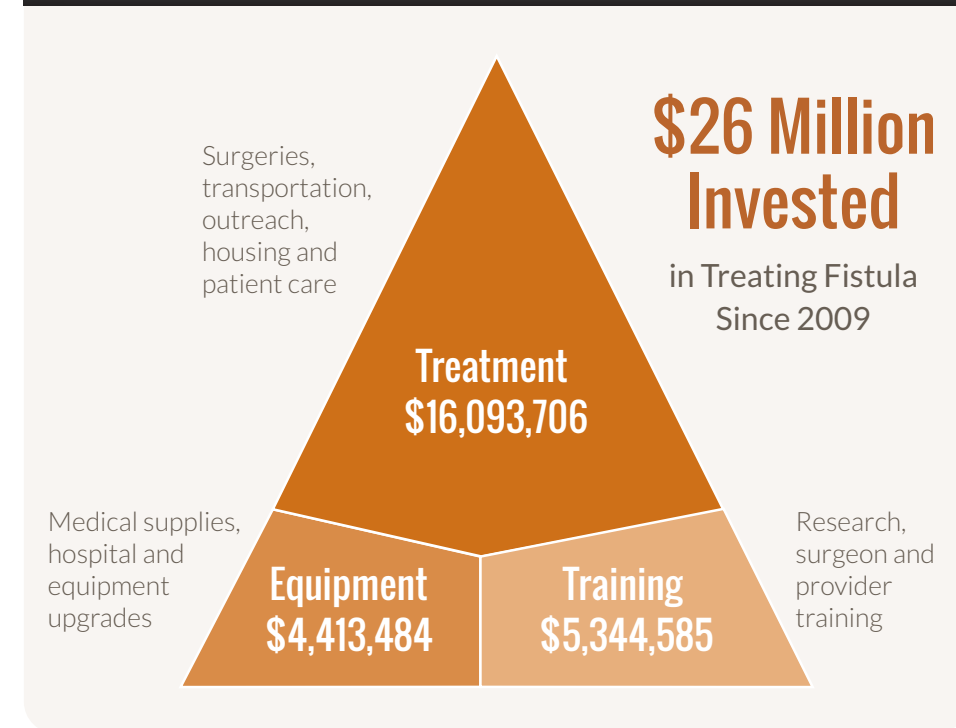 $26 Million
Invested
in Treating Fistula
Since 2009
Surgeries,
transportation,
outreach,
housing and
patient care
Treatment
$16,093,706
Medical supplies,
hospital and
equipment
upgrades
Equipment
$4,413,484
Training
$5,344,585
Research,
surgeon and
provider
training